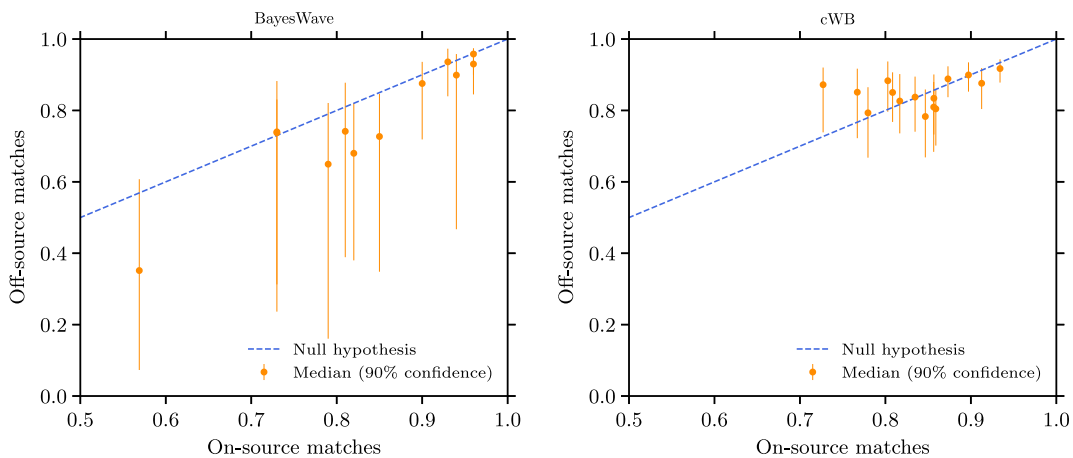 BayesWave
1.0
0.8
0.6
0.4
0.2
0.0
Off-source matches
Null hypothesis
Median (90% confidence)
0.5 0.6 0.7 0.8 0.9 1.0
On-source matches
cWB
1.0
0.8
0.6
0.4
0.2
0.0
Off-source matches
Null hypothesis
Median (90% confidence)
0.5 0.6 0.7 0.8 0.9 1.0
On-source matches